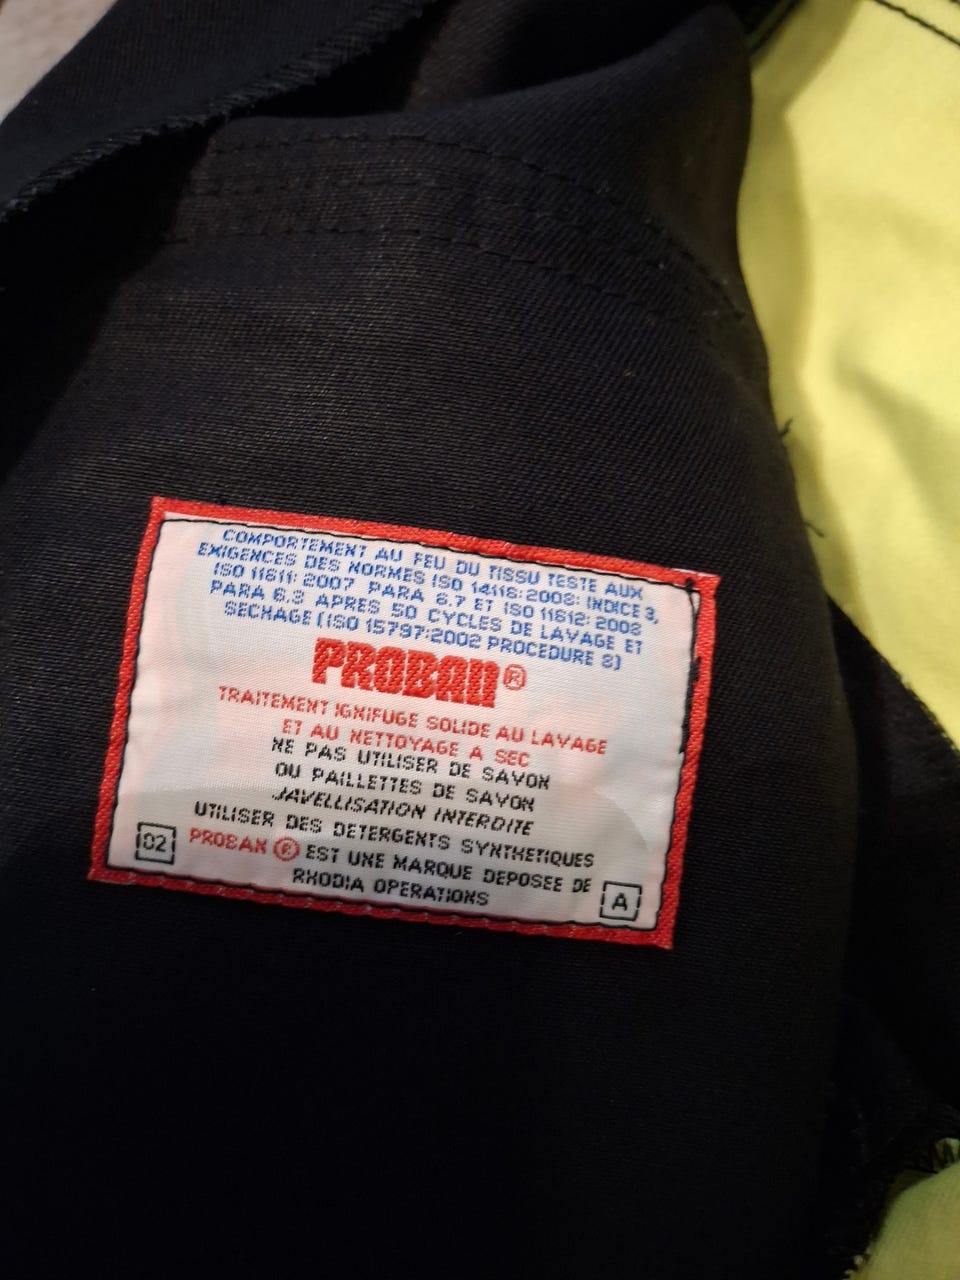 COMPORTEMENT AU FEU DU TISSU TESTE AUX
EXIGENCES DES NORMES ISO 14116:2008: INDICE 3,
ISO 11611: 2007 PARA 6.7 ET ISO 11612: 2008
PARA 6.3 APRES 50 CYCLES DE LAVAGE ET
SECHAGE (ISO 15797:2002 PROCEDURE 8)
PROBAN®
TRAITEMENT IGNIFUGE SOLIDE AU LAVAGE
ET AU NETTOYAGE A SEC
NE PAS UTILISER DE SAVON
OU PAILLETTES DE SAVON
JAVELLISATION INTERDITE
UTILISER DES DETERGENTS SYNTHETIQUES
02 PROBAN ® EST UNE MARQUE DEPOSEE DE
RHODIA OPERATIONS A